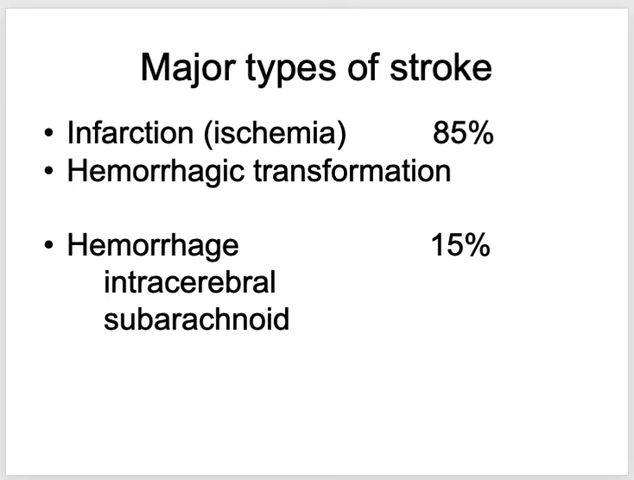 Major types of stroke
• Infarction (ischemia) 85%
• Hemorrhagic transformation
• Hemorrhage 15%
intracerebral
subarachnoid